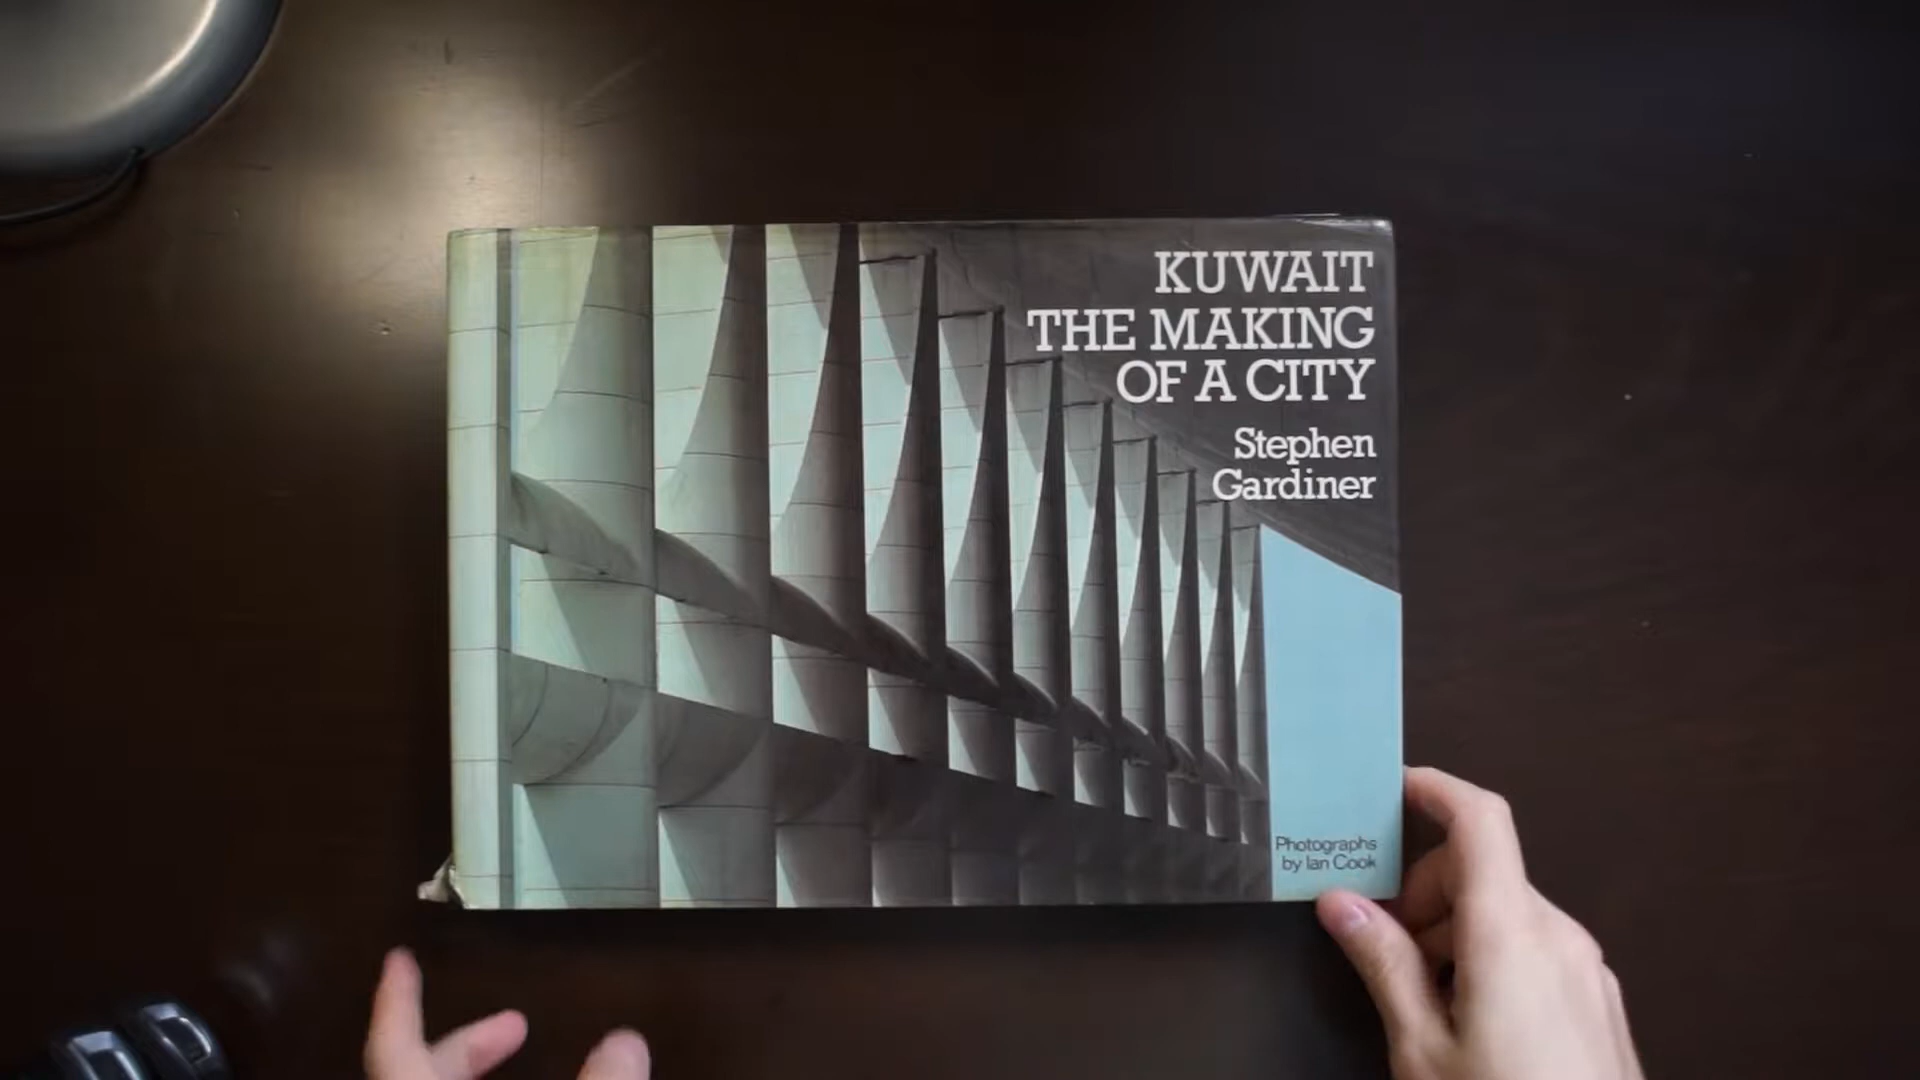 KUWAIT
THE MAKING
OF A CITY
Stephen
Gardiner
Photographs
by Ian Cook